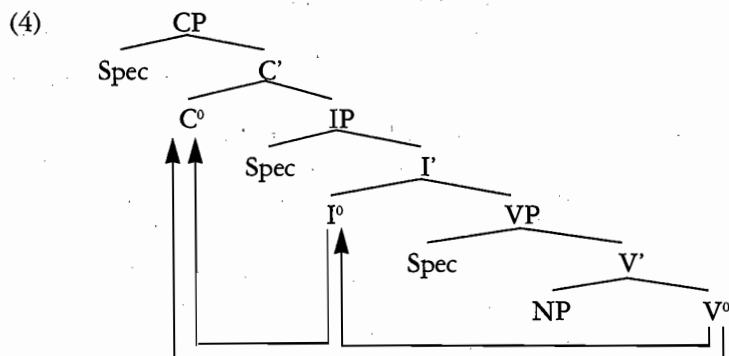 (4) CP
Spec C'
C⁰ IP
Spec I'
I⁰ VP
Spec V'
NP V⁰